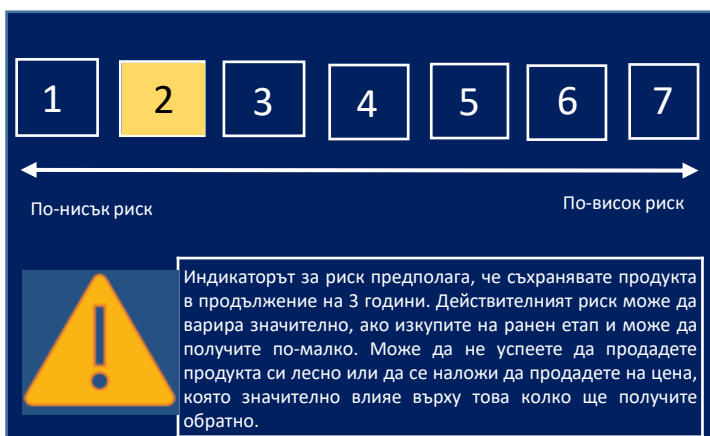 1 2 3 4 5 6 7
По-нисък риск По-висок риск
Индикаторът за риск предполага, че съхранявате продукта
в продължение на 3 години. Действителният риск може да
варира значително, ако изкупите на ранен етап и може да
получите по-малко. Може да не успеете да продадете
продукта си лесно или да се наложи да продадете на цена,
която значително влияе върху това колко ще получите
обратно.